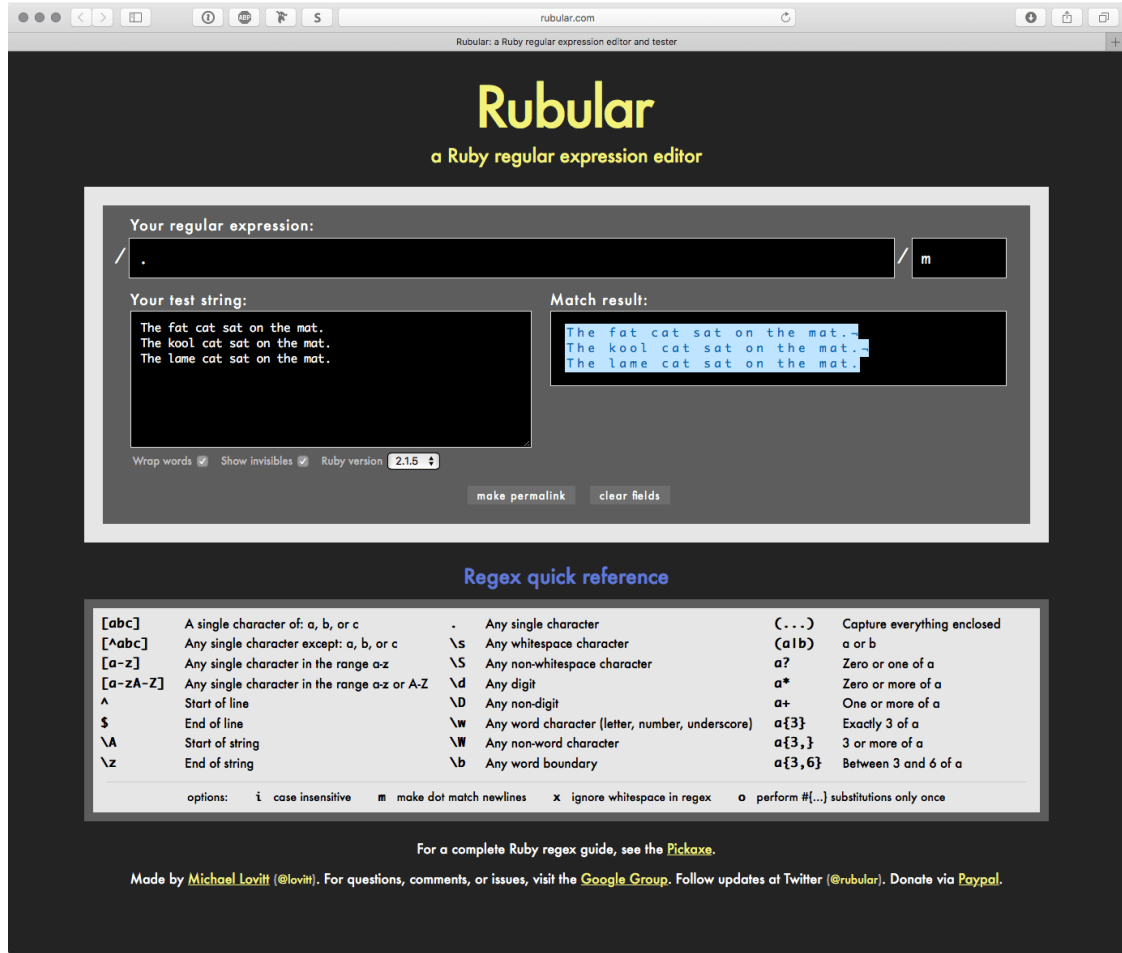 ABP
S
rubular.com
Rubular: a Ruby regular expression editor and tester
+
Rubular
a Ruby regular expression editor
Your regular expression:
/ . / m
Your test string:
The fat cat sat on the mat.
The kool cat sat on the mat.
The lame cat sat on the mat.
Wrap words Show invisibles Ruby version 2.1.5
Match result:
The fat cat sat on the mat.¬
The kool cat sat on the mat.¬
The lame cat sat on the mat.
make permalink clear fields
Regex quick reference
[abc] A single character of: a, b, or c . Any single character (...) Capture everything enclosed
[^abc] Any single character except: a, b, or c \s Any whitespace character (a|b) a or b
[a-z] Any single character in the range a-z \S Any non-whitespace character a? Zero or one of a
[a-zA-Z] Any single character in the range a-z or A-Z \d Any digit a* Zero or more of a
^ Start of line \D Any non-digit a+ One or more of a
$ End of line \w Any word character (letter, number, underscore) a{3} Exactly 3 of a
\A Start of string \W Any non-word character a{3,} 3 or more of a
\z End of string \b Any word boundary a{3,6} Between 3 and 6 of a
options: i case insensitive m make dot match newlines x ignore whitespace in regex o perform #{...} substitutions only once
For a complete Ruby regex guide, see the Pickaxe.
Made by Michael Lovitt (@lovitt). For questions, comments, or issues, visit the Google Group. Follow updates at Twitter (@rubular). Donate via Paypal.